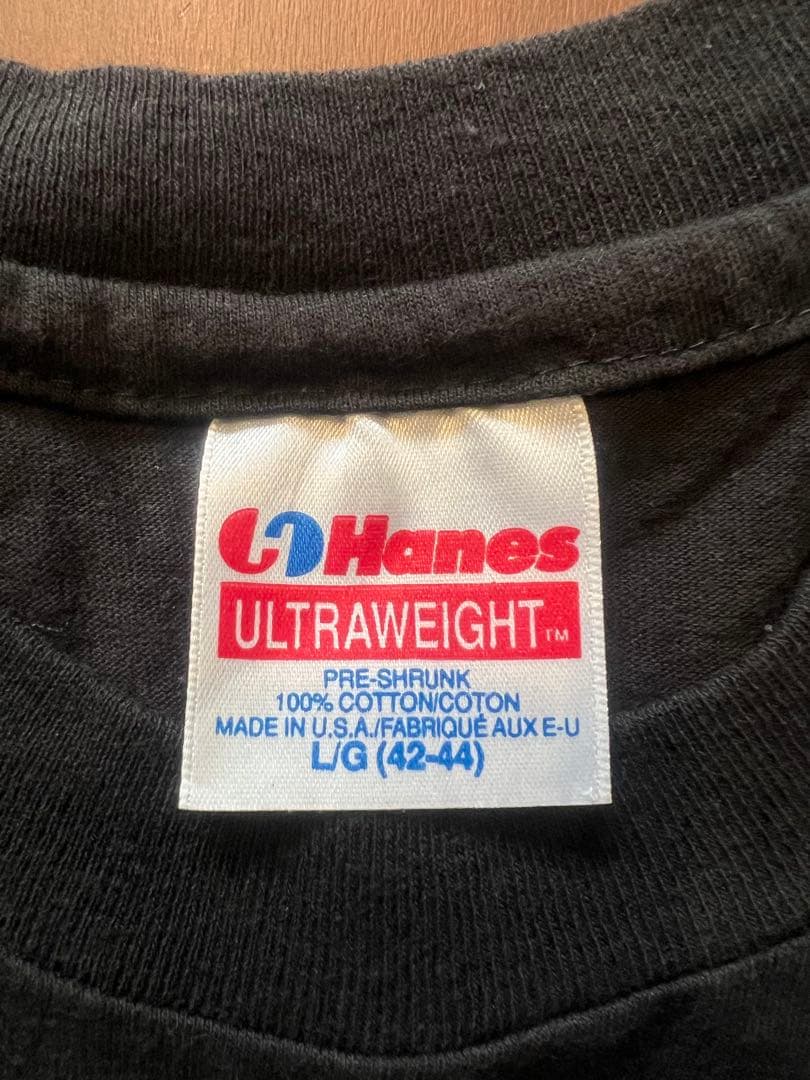 Hanes
ULTRAWEIGHT™
PRE-SHRUNK
100% COTTON/COTON
MADE IN U.S.A./FABRIQUÉ AUX E-U
L/G (42-44)